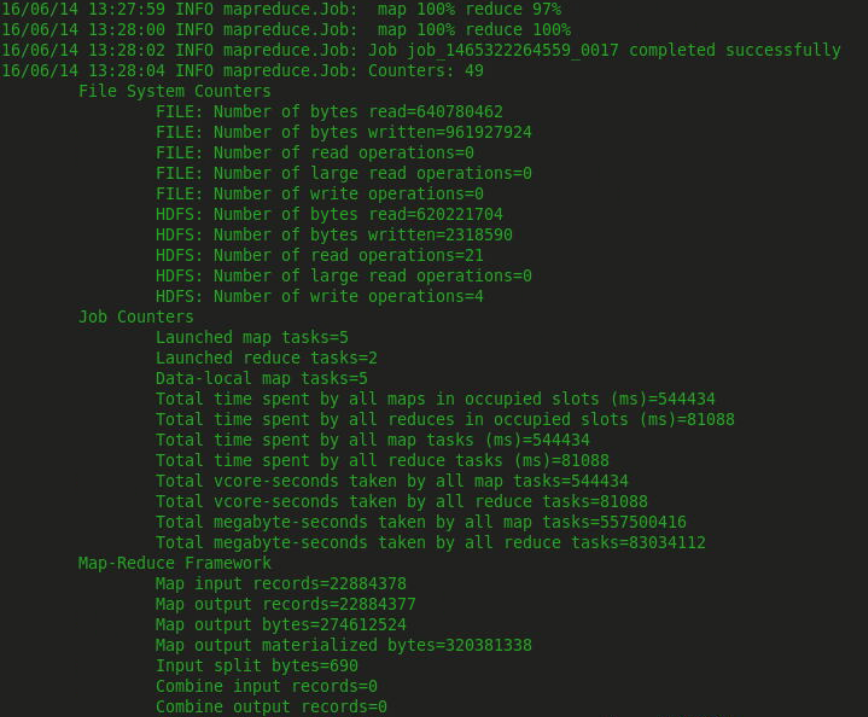 16/06/14 13:27:59 INFO mapreduce.Job:  map 100% reduce 97%
16/06/14 13:28:00 INFO mapreduce.Job:  map 100% reduce 100%
16/06/14 13:28:02 INFO mapreduce.Job: Job job_1465322264559_0017 completed successfully
16/06/14 13:28:04 INFO mapreduce.Job: Counters: 49
File System Counters
FILE: Number of bytes read=640780462
FILE: Number of bytes written=961927924
FILE: Number of read operations=0
FILE: Number of large read operations=0
FILE: Number of write operations=0
HDFS: Number of bytes read=620221704
HDFS: Number of bytes written=2318590
HDFS: Number of read operations=21
HDFS: Number of large read operations=0
HDFS: Number of write operations=4
Job Counters
Launched map tasks=5
Launched reduce tasks=2
Data-local map tasks=5
Total time spent by all maps in occupied slots (ms)=544434
Total time spent by all reduces in occupied slots (ms)=81088
Total time spent by all map tasks (ms)=544434
Total time spent by all reduce tasks (ms)=81088
Total vcore-seconds taken by all map tasks=544434
Total vcore-seconds taken by all reduce tasks=81088
Total megabyte-seconds taken by all map tasks=557500416
Total megabyte-seconds taken by all reduce tasks=83034112
Map-Reduce Framework
Map input records=22884378
Map output records=22884377
Map output bytes=274612524
Map output materialized bytes=320381338
Input split bytes=690
Combine input records=0
Combine output records=0